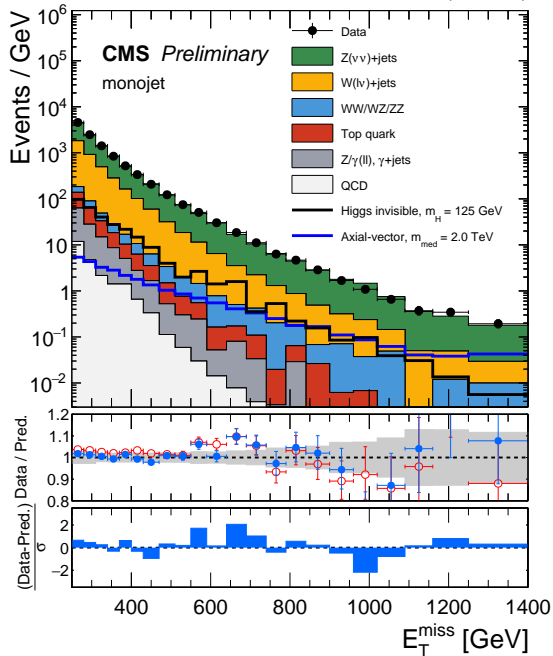 CMS Preliminary
monojet
Data
Z(νν)+jets
W(lν)+jets
WW/WZ/ZZ
Top quark
Z/γ(ll), γ+jets
QCD
Higgs invisible, m_H = 125 GeV
Axial-vector, m_med = 2.0 TeV
Events / GeV
10^6
10^5
10^4
10^3
10^2
10
1
10^-1
10^-2
Data / Pred.
1.2
1.1
1.0
0.9
0.8
(Data-Pred.)
σ
2
0
−2
400 600 800 1000 1200 1400
E_T^miss [GeV]